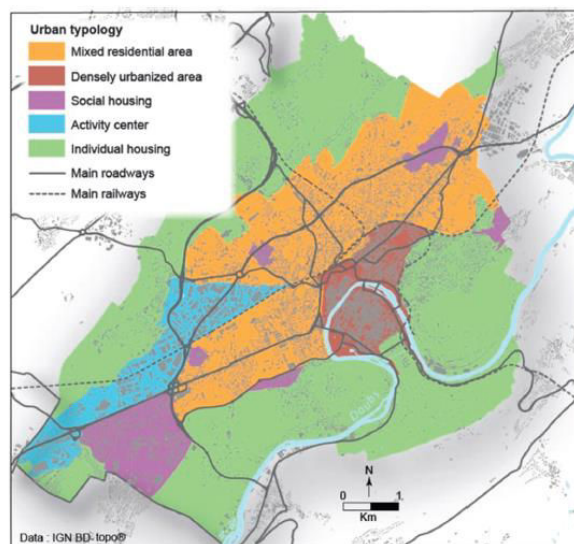 Urban typology
Mixed residential area
Densely urbanized area
Social housing
Activity center
Individual housing
Main roadways
Main railways
Doubs
N
0 1
Km
Data : IGN BD-topo®